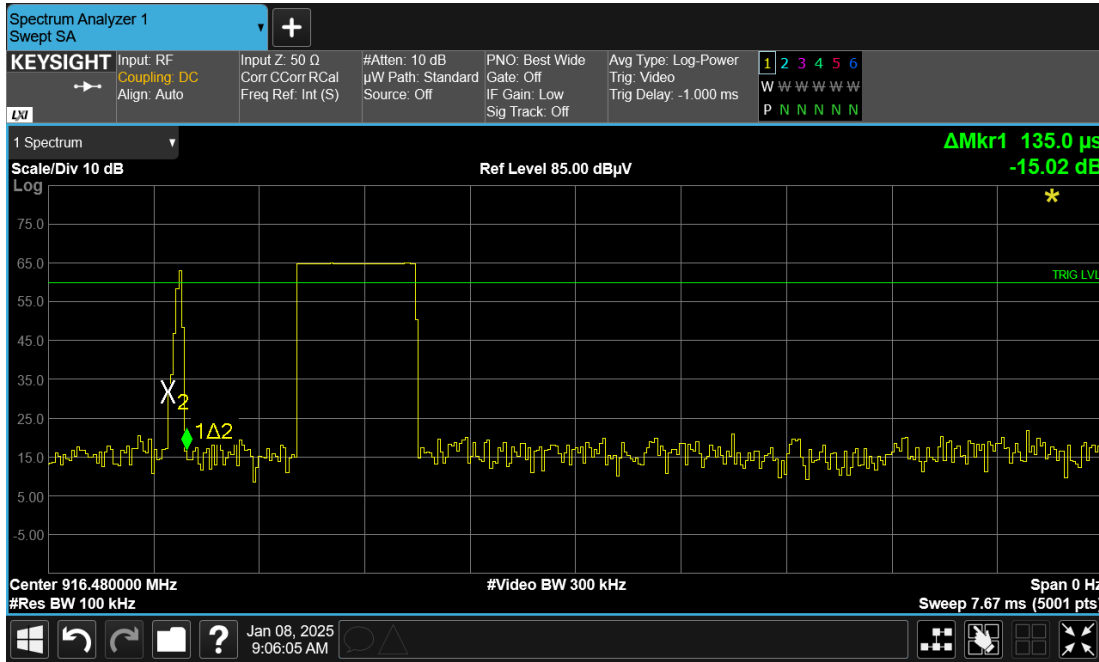 Spectrum Analyzer 1
Swept SA
KEYSIGHT
LXI
Input: RF
Coupling: DC
Align: Auto
Input Z: 50 Ω
Corr CCorr RCal
Freq Ref: Int (S)
#Atten: 10 dB
µW Path: Standard
Source: Off
PNO: Best Wide
Gate: Off
IF Gain: Low
Sig Track: Off
Avg Type: Log-Power
Trig: Video
Trig Delay: -1.000 ms
1 2 3 4 5 6
W W W W W W
P N N N N N
1 Spectrum
ΔMkr1 135.0 µs
-15.02 dB
Scale/Div 10 dB
Ref Level 85.00 dBµV
Log
*
75.0
65.0
TRIG LVL
55.0
45.0
35.0
X2
25.0
1Δ2
15.0
5.00
-5.00
Center 916.480000 MHz
#Video BW 300 kHz
Span 0 Hz
#Res BW 100 kHz
Sweep 7.67 ms (5001 pts)
?
Jan 08, 2025
9:06:05 AM